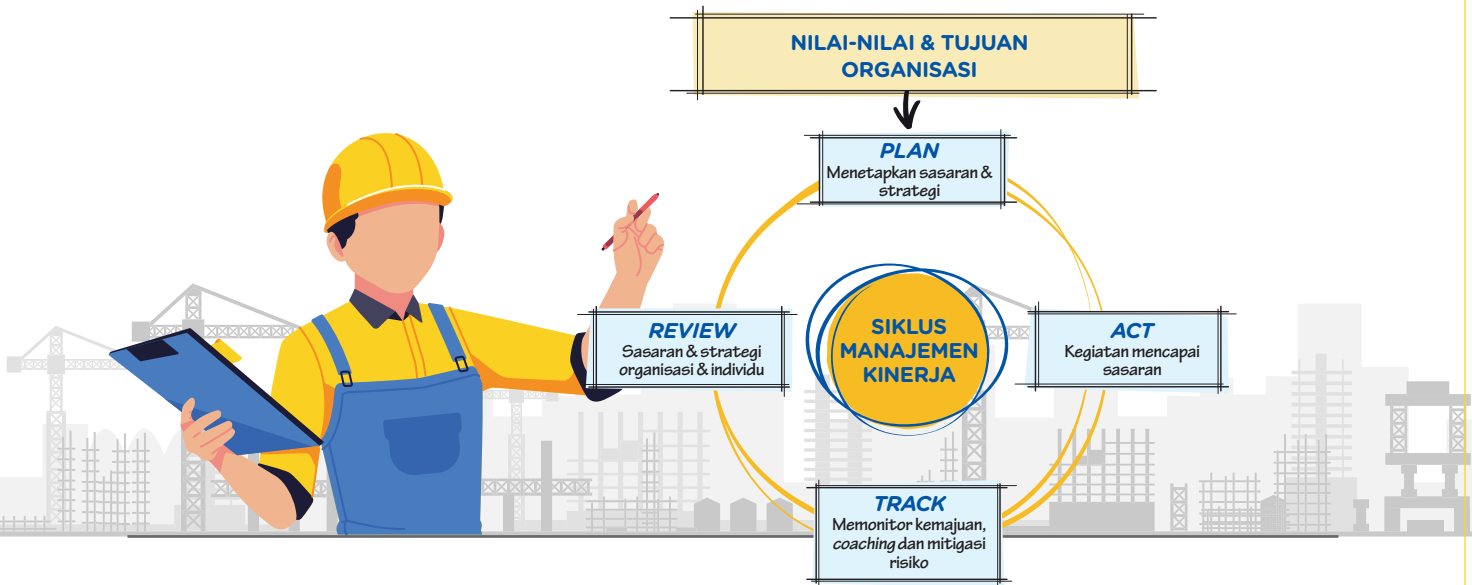 NILAI-NILAI & TUJUAN
ORGANISASI
PLAN
Menetapkan sasaran &
strategi
REVIEW
Sasaran & strategi
organisasi & individu
SIKLUS
MANAJEMEN
KINERJA
ACT
Kegiatan mencapai
sasaran
TRACK
Memonitor kemajuan,
coaching dan mitigasi
risiko